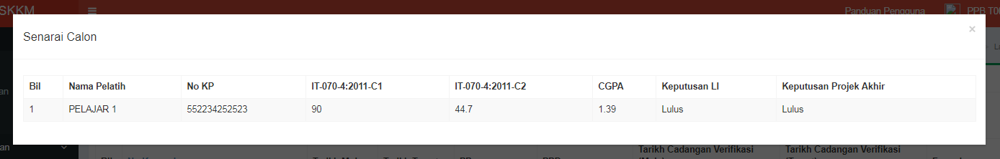 SKKM
Panduan Pengguna PPB T00
Senarai Calon
×
Bil Nama Pelatih No KP IT-070-4:2011-C1 IT-070-4:2011-C2 CGPA Keputusan LI Keputusan Projek Akhir
1 PELAJAR 1 552234252523 90 44.7 1.39 Lulus Lulus
Tarikh Cadangan Verifikasi Tarikh Cadangan Verifikasi